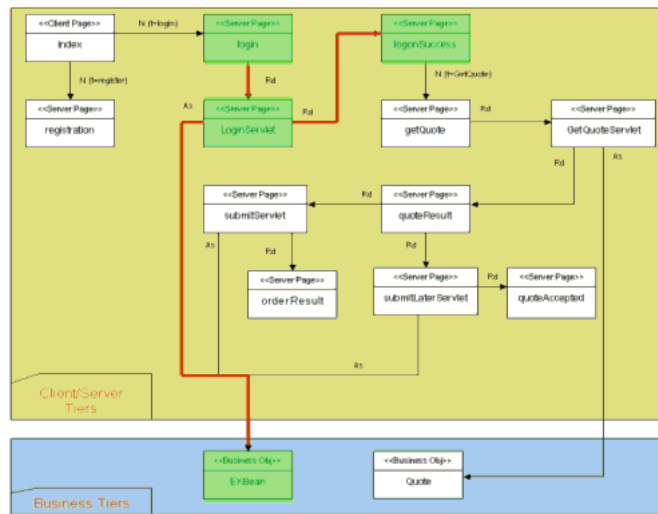 <<Client Page>>
index
N (f=login)
<<Server Page>>
login
<<Server Page>>
logonSuccess
N (f=register)
Rd
N (f=GetQuote)
As
<<Server Page>>
registration
<<Server Page>>
LoginServlet
Rd
<<Server Page>>
getQuote
Rd
<<Server Page>>
GetQuoteServlet
Rd
As
<<Server Page>>
submitServlet
Rd
<<Server Page>>
quoteResult
As
Rd
Rd
<<Server Page>>
orderResult
<<Server Page>>
submitLaterServlet
Rd
<<Server Page>>
quoteAccepted
As
Client/Server
Tiers
<<Business Obj>>
EXBean
<<Business Obj>>
Quote
Business Tiers